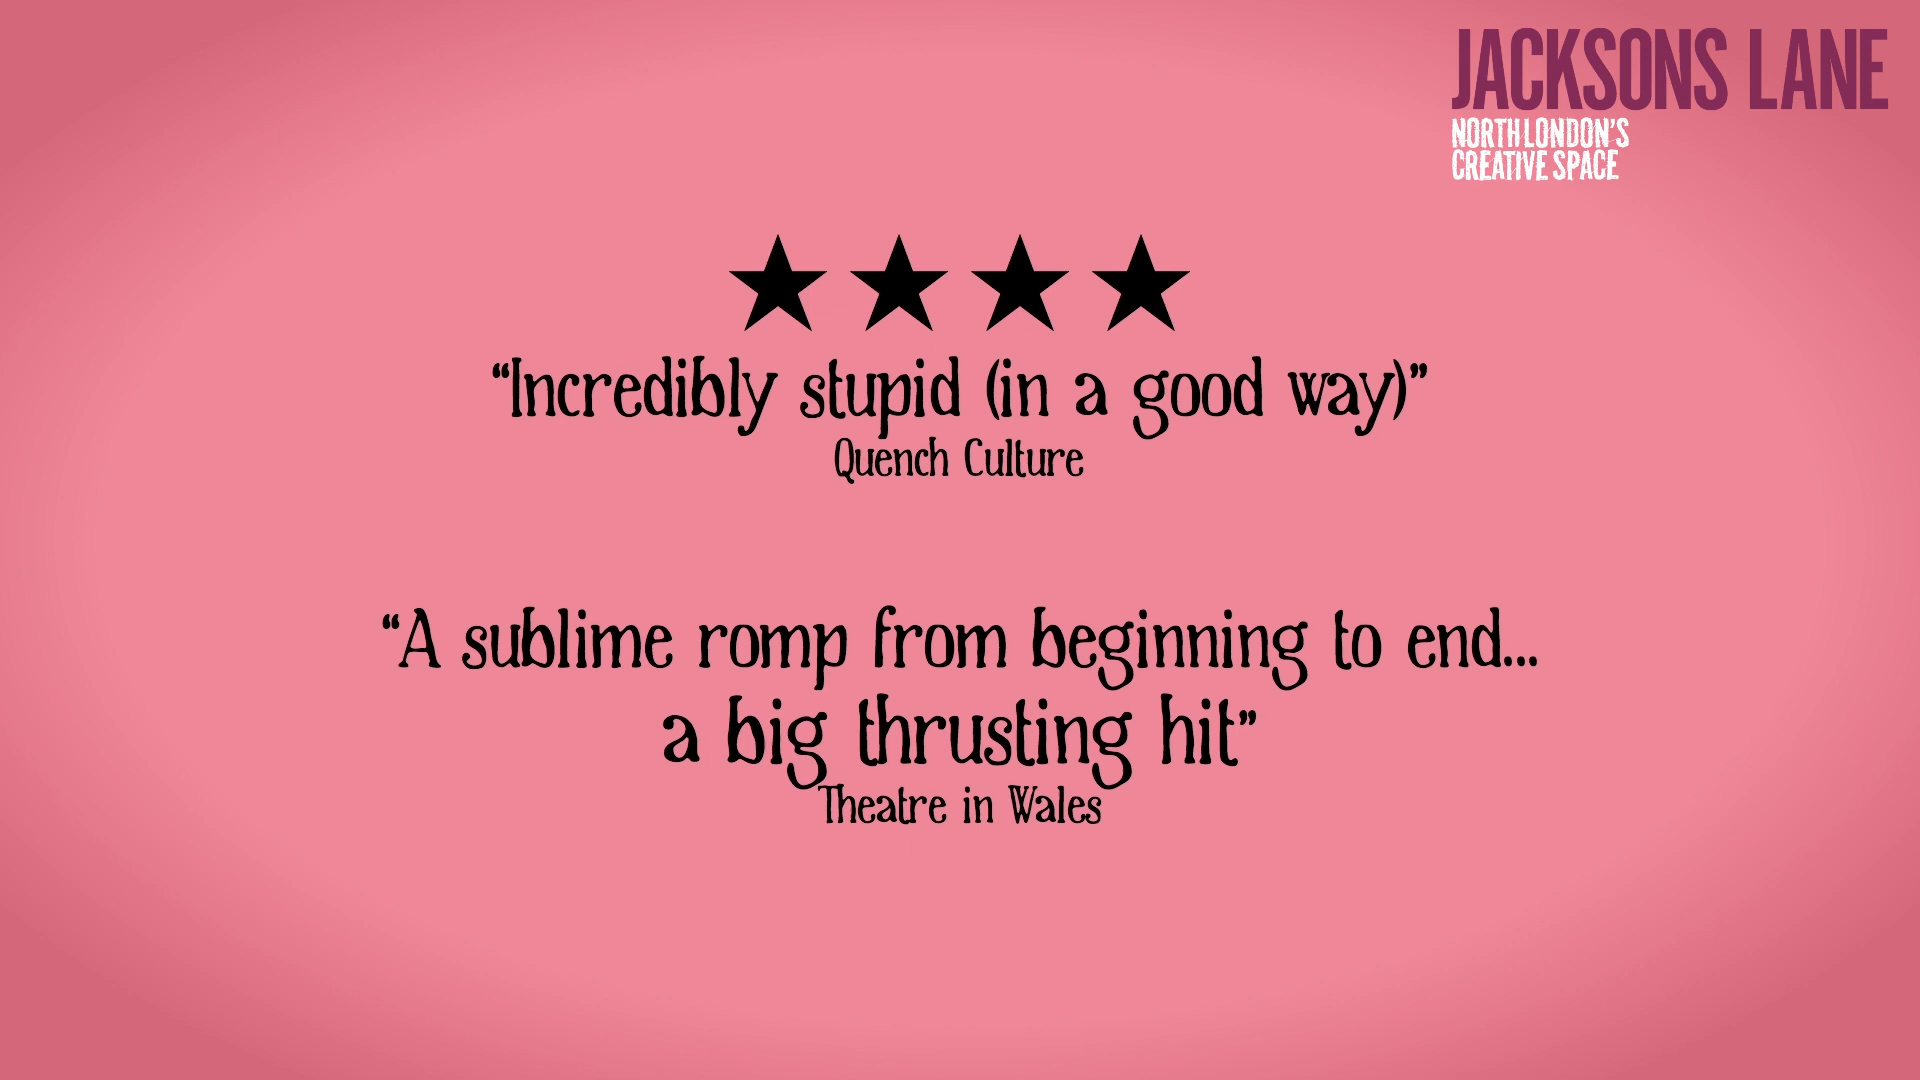 JACKSONS LANE
NORTH LONDON'S
CREATIVE SPACE
“Incredibly stupid (in a good way)”
Quench Culture
“A sublime romp from beginning to end...
a big thrusting hit”
Theatre in Wales